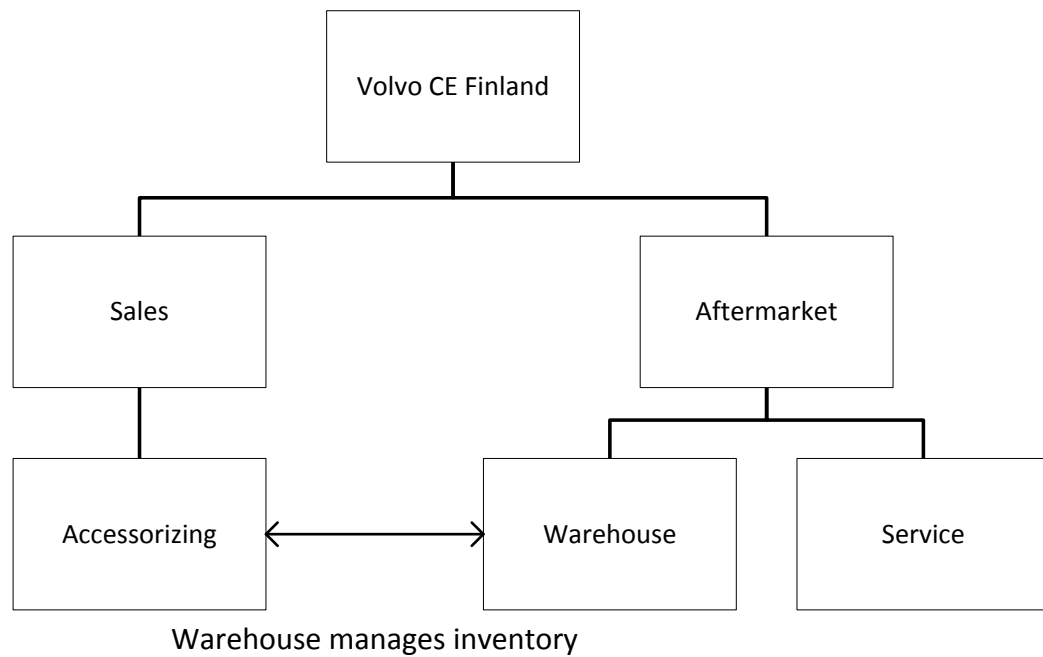 Volvo CE Finland
Sales
Aftermarket
Accessorizing
Warehouse
Service
Warehouse manages inventory